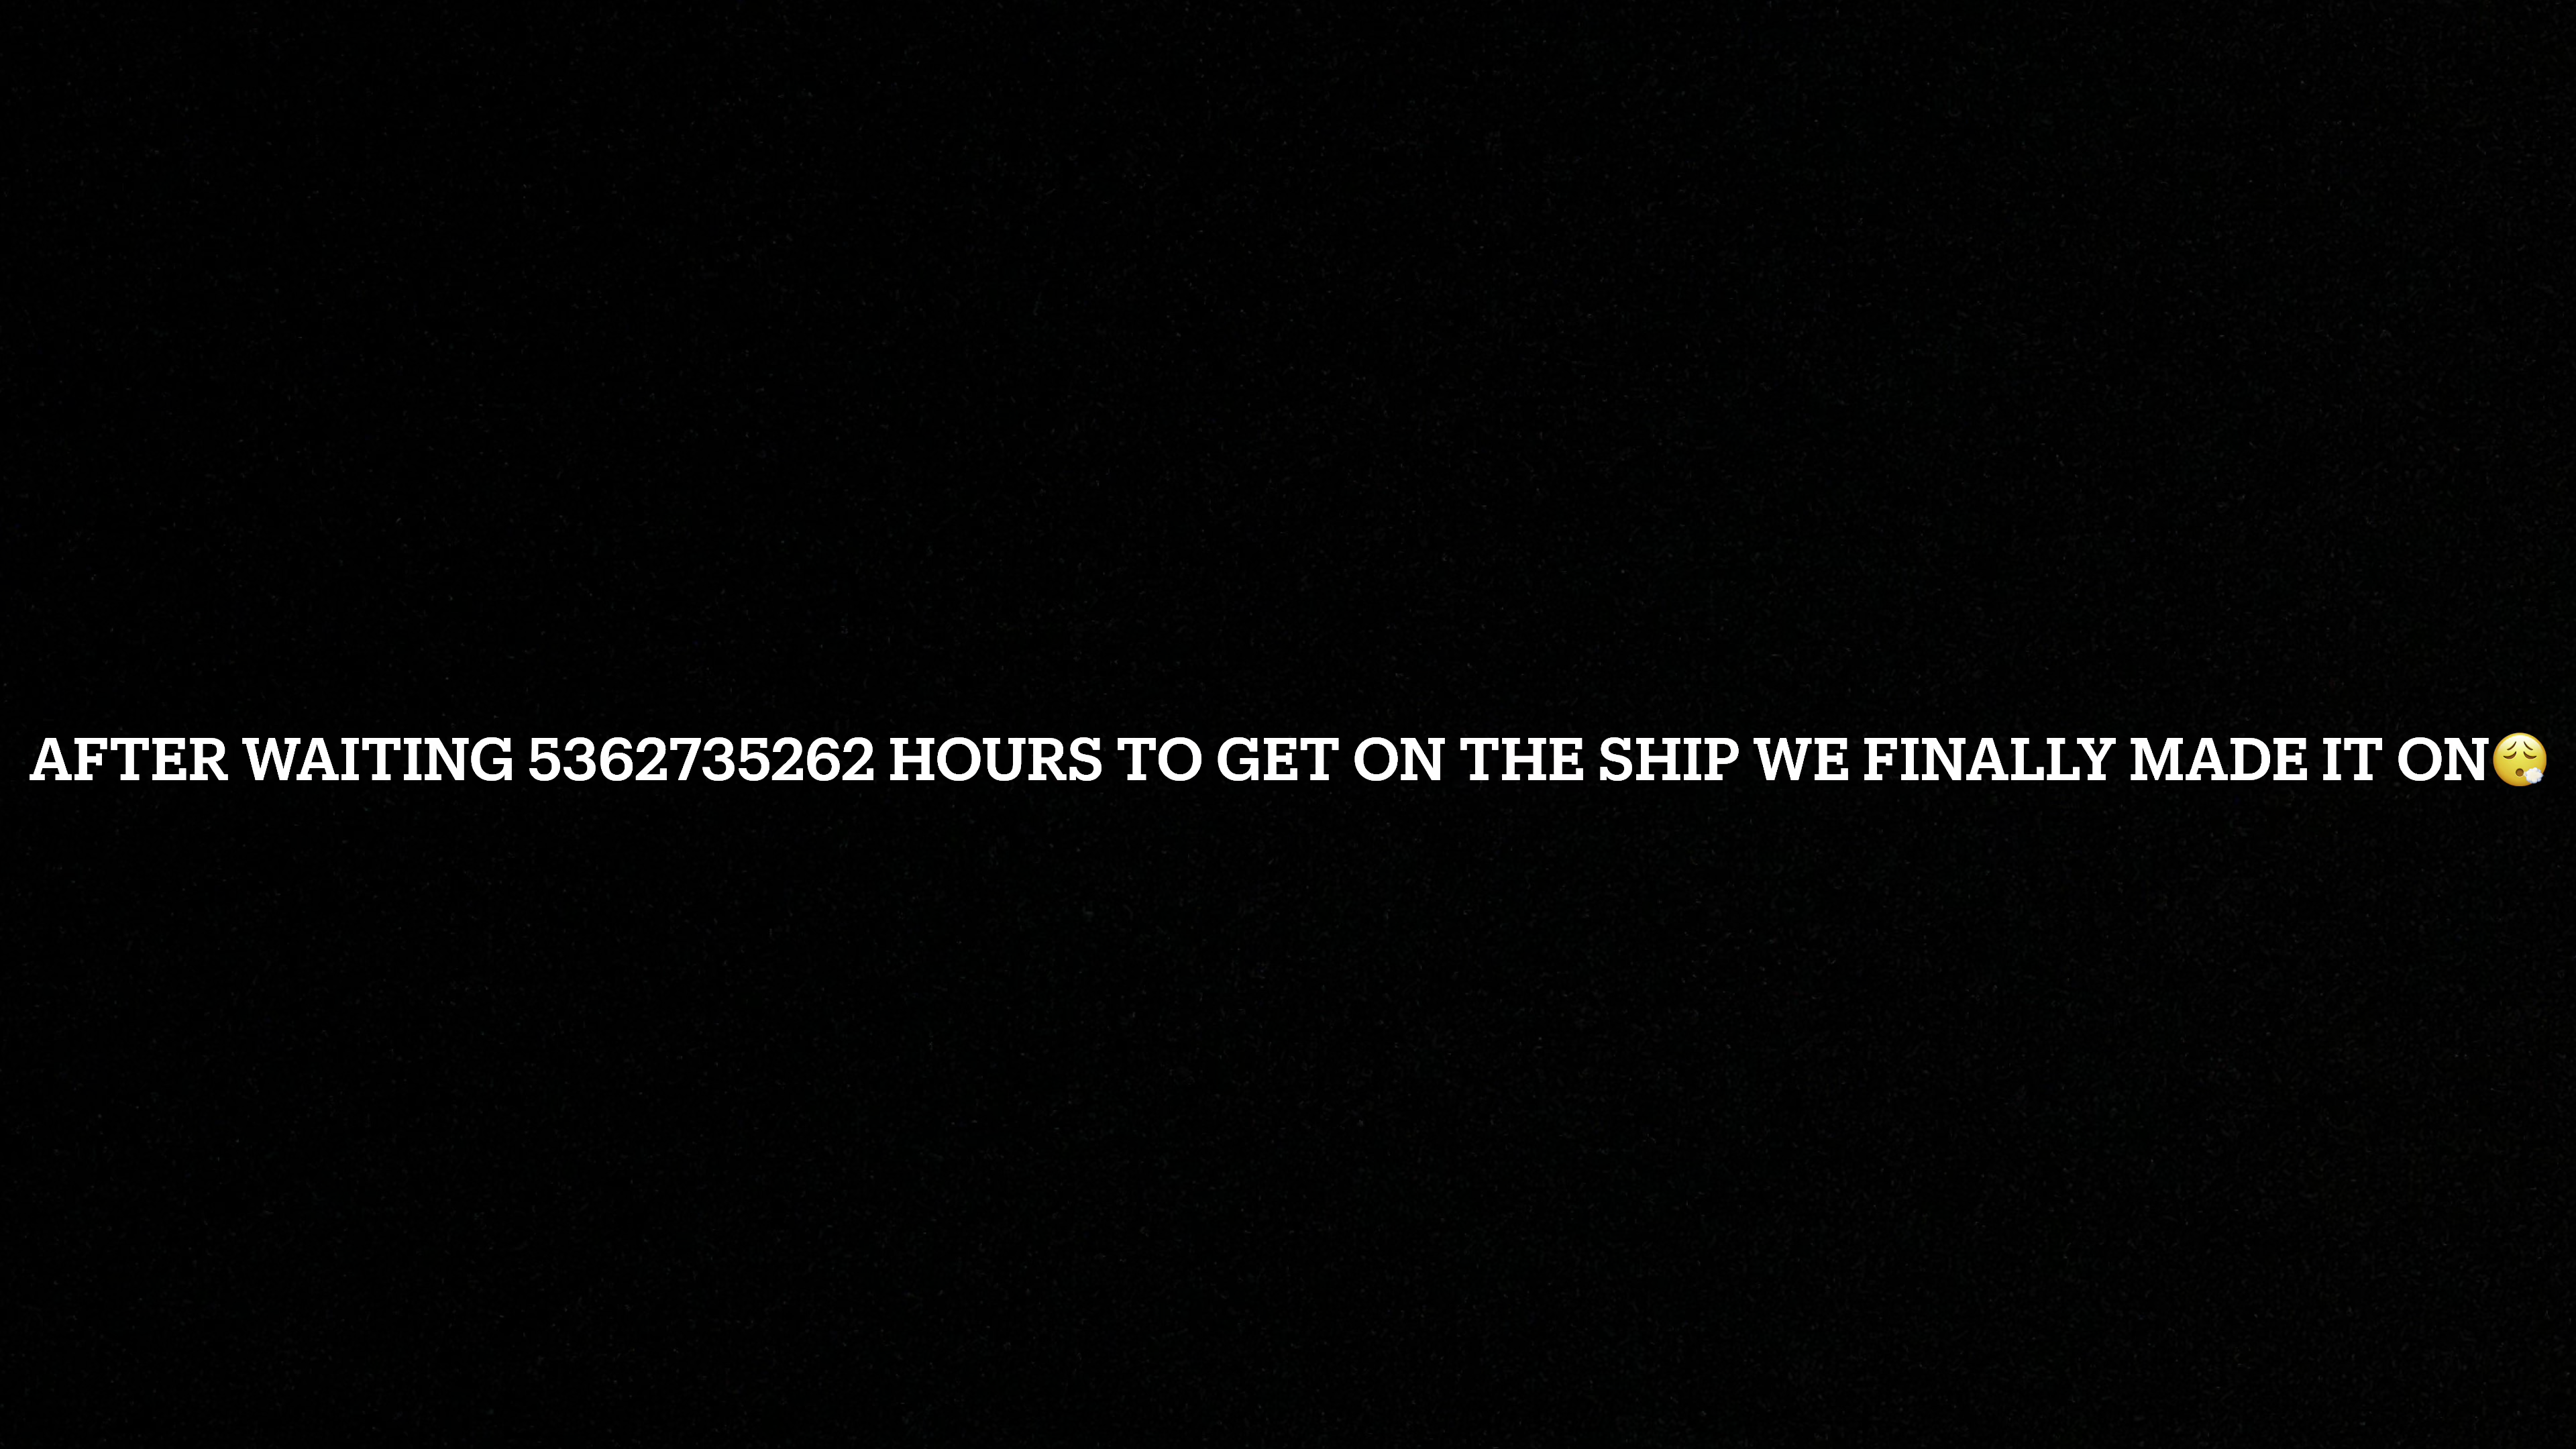 AFTER WAITING 5362735262 HOURS TO GET ON THE SHIP WE FINALLY MADE IT ON😮‍💨